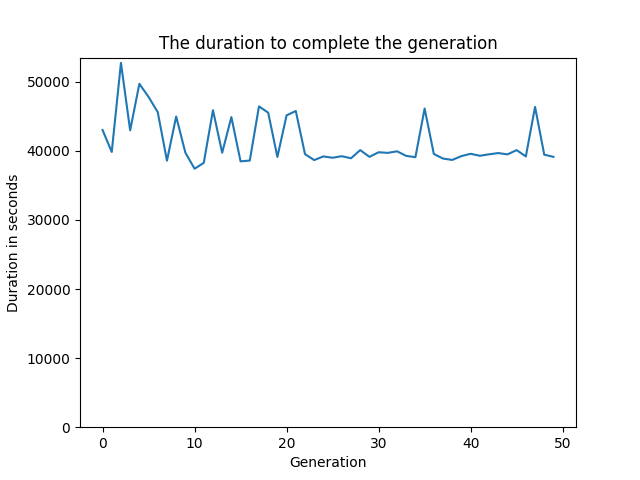 The duration to complete the generation
50000
40000
30000
20000
10000
0
Duration in seconds
0 10 20 30 40 50
Generation